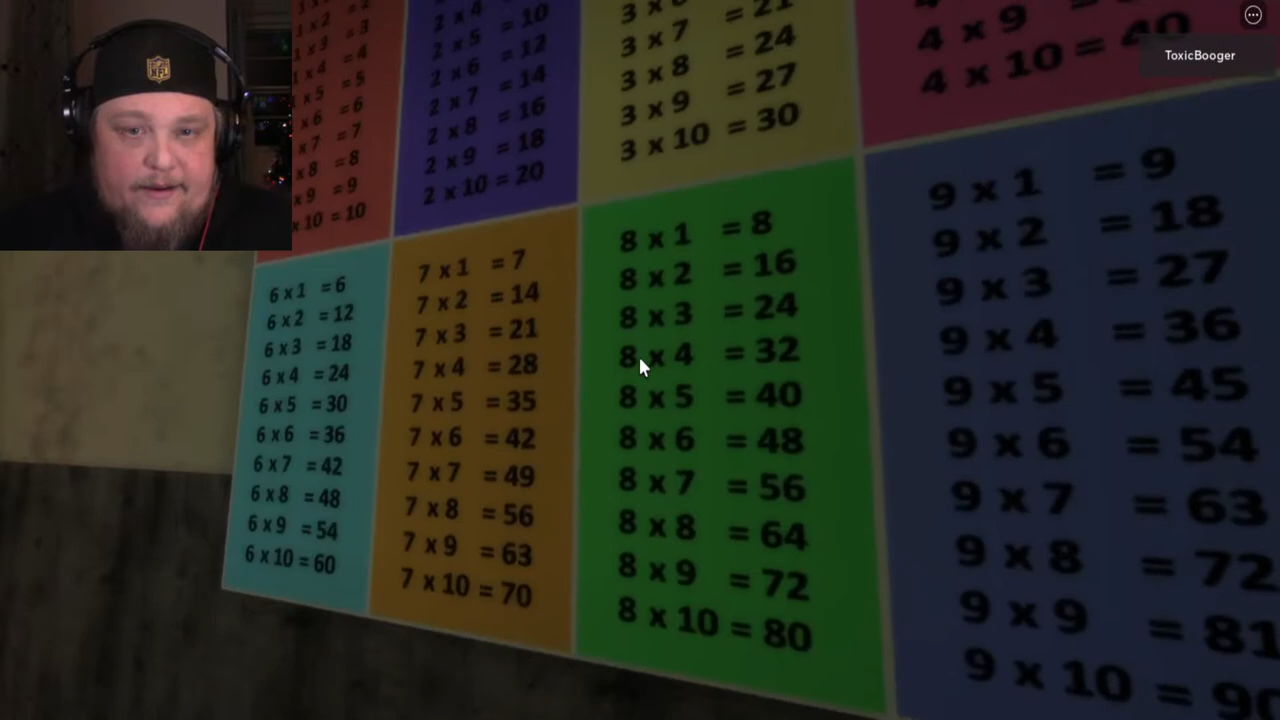 NFL
ToxicBooger
1 x 2 = 2
1 x 3 = 3
1 x 4 = 4
1 x 5 = 5
x 6 = 6
x 7 = 7
x 8 = 8
x 9 = 9
x 10 = 10
2 x 4
2 x 5 = 10
2 x 6 = 12
2 x 7 = 14
2 x 8 = 16
2 x 9 = 18
2 x 10 = 20
3 x 7 = 21
3 x 8 = 24
3 x 9 = 27
3 x 10 = 30
4 x 9 =
4 x 10 = 40
6 x 1 = 6
6 x 2 = 12
6 x 3 = 18
6 x 4 = 24
6 x 5 = 30
6 x 6 = 36
6 x 7 = 42
6 x 8 = 48
6 x 9 = 54
6 x 10 = 60
7 x 1 = 7
7 x 2 = 14
7 x 3 = 21
7 x 4 = 28
7 x 5 = 35
7 x 6 = 42
7 x 7 = 49
7 x 8 = 56
7 x 9 = 63
7 x 10 = 70
8 x 1 = 8
8 x 2 = 16
8 x 3 = 24
8 x 4 = 32
8 x 5 = 40
8 x 6 = 48
8 x 7 = 56
8 x 8 = 64
8 x 9 = 72
8 x 10 = 80
9 x 1 = 9
9 x 2 = 18
9 x 3 = 27
9 x 4 = 36
9 x 5 = 45
9 x 6 = 54
9 x 7 = 63
9 x 8 = 72
9 x 9 = 81
9 x 10 = 90